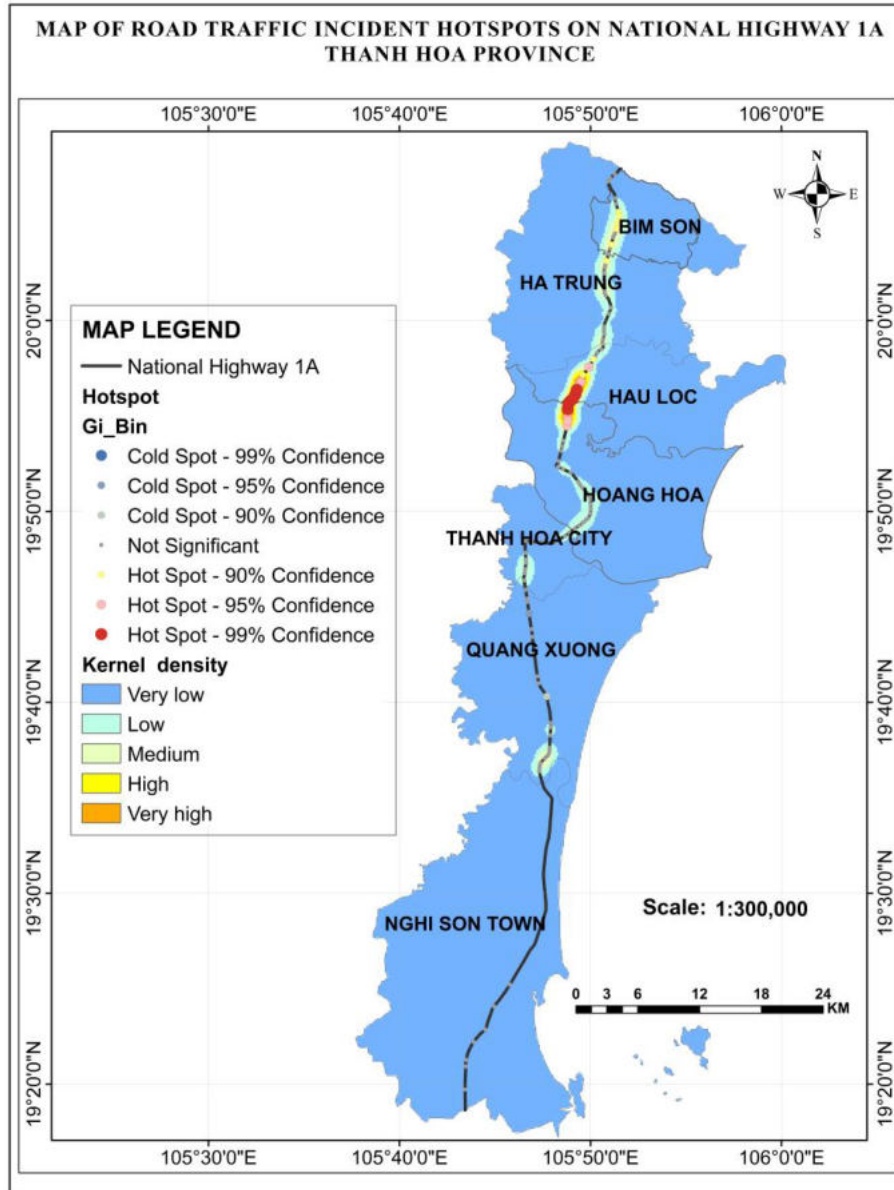 MAP OF ROAD TRAFFIC INCIDENT HOTSPOTS ON NATIONAL HIGHWAY 1A
THANH HOA PROVINCE
105°30'0"E 105°40'0"E 105°50'0"E 106°0'0"E
N
W E
S
BIM SON
HA TRUNG
20°0'0"N 20°0'0"N
HAU LOC
HOANG HOA
19°50'0"N 19°50'0"N
THANH HOA CITY
QUANG XUONG
19°40'0"N 19°40'0"N
MAP LEGEND
National Highway 1A
Hotspot
Gi_Bin
Cold Spot - 99% Confidence
Cold Spot - 95% Confidence
Cold Spot - 90% Confidence
Not Significant
Hot Spot - 90% Confidence
Hot Spot - 95% Confidence
Hot Spot - 99% Confidence
Kernel density
Very low
Low
Medium
High
Very high
19°30'0"N 19°30'0"N
Scale: 1:300,000
NGHI SON TOWN
0 3 6 12 18 24
KM
19°20'0"N 19°20'0"N
105°30'0"E 105°40'0"E 105°50'0"E 106°0'0"E